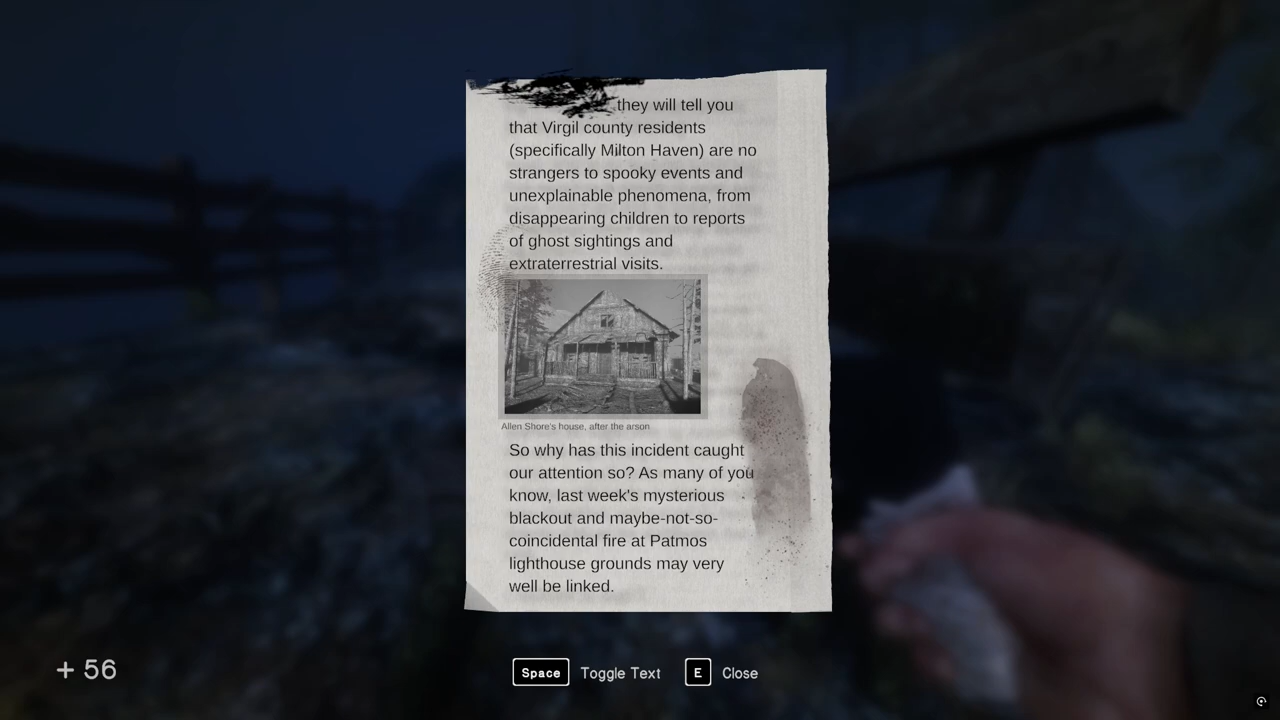 they will tell you
that Virgil county residents
(specifically Milton Haven) are no
strangers to spooky events and
unexplainable phenomena, from
disappearing children to reports
of ghost sightings and
extraterrestrial visits.
Allen Shore's house, after the arson
So why has this incident caught
our attention so? As many of you
know, last week's mysterious
blackout and maybe-not-so-
coincidental fire at Patmos
lighthouse grounds may very
well be linked.
+ 56
Space Toggle Text E Close